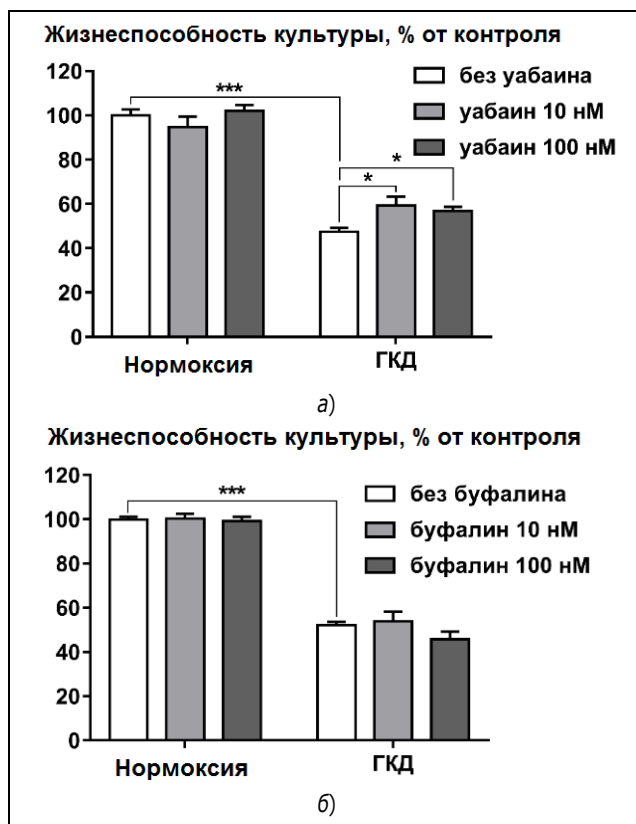 Жизнеспособность культуры, % от контроля
120
100
80
60
40
20
0
***
*
*
без уабаина
уабаин 10 нМ
уабаин 100 нМ
Нормоксия ГКД
а)
Жизнеспособность культуры, % от контроля
120
100
80
60
40
20
0
***
без буфалина
буфалин 10 нМ
буфалин 100 нМ
Нормоксия ГКД
б)